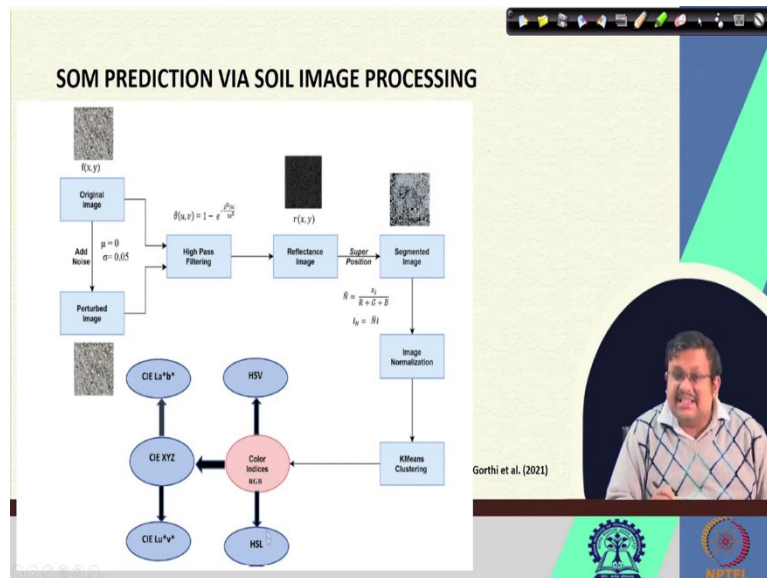 SOM PREDICTION VIA SOIL IMAGE PROCESSING
f(x,y)
Original
Image
Add
Noise
μ = 0
σ= 0.05
Perturbed
Image
High Pass
Filtering
r(x,y)
Reflectance
Image
Super
Position
Segmented
Image
R + G + B
Image
Normalization
KMeans
Clustering
Color
Indices
RGB
HSV
HSL
CIE XYZ
CIE La*b*
CIE Lu*v*
Gorthi et al. (2021)
NPTEL